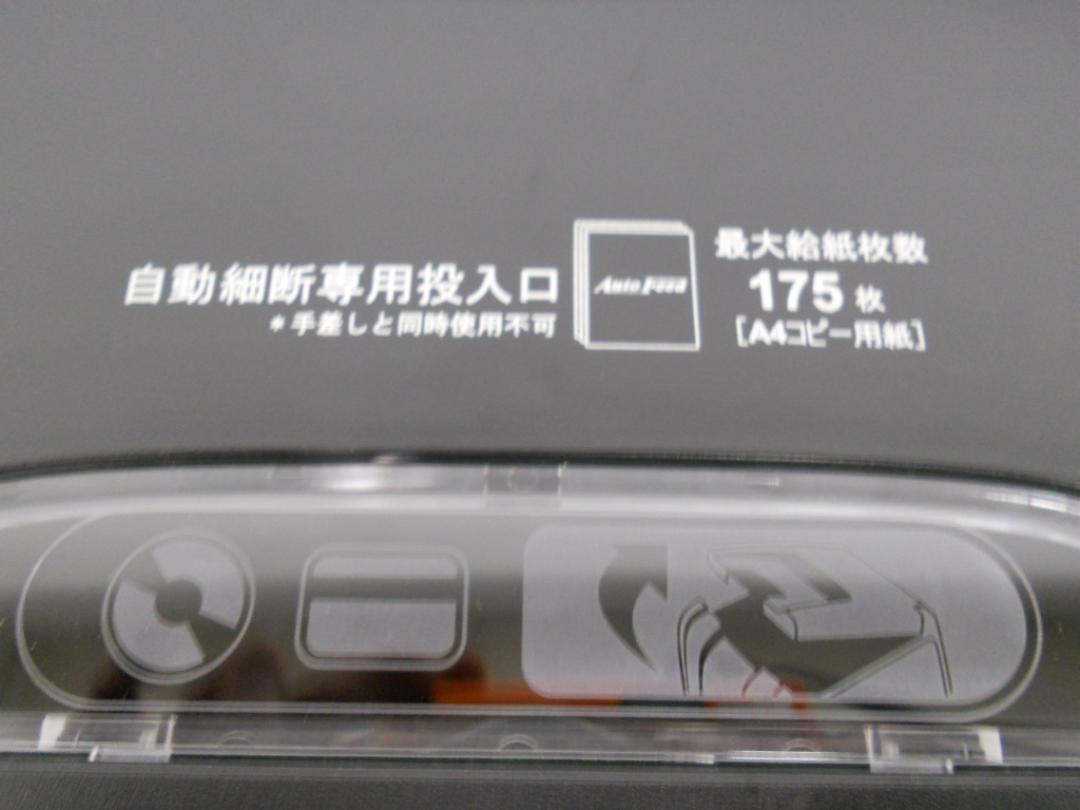 自動細断専用投入口
*手差しと同時使用不可
Auto Feed
最大給紙枚数
175 枚
[A4コピー用紙]